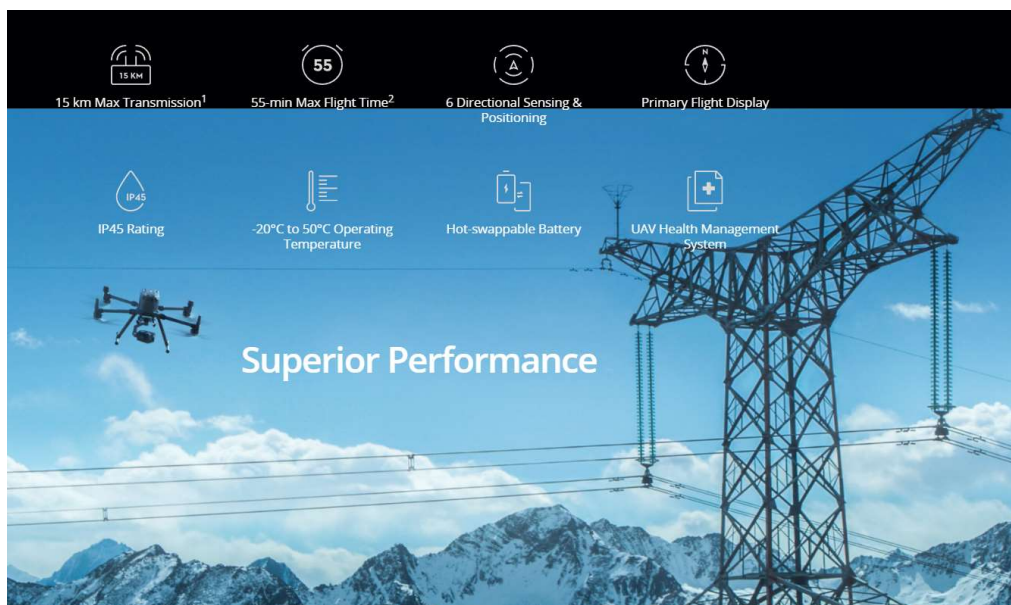 15 KM
55
N
15 km Max Transmission¹
55-min Max Flight Time²
6 Directional Sensing &
Positioning
Primary Flight Display
IP45
IP45 Rating
-20°C to 50°C Operating
Temperature
Hot-swappable Battery
UAV Health Management
System
Superior Performance